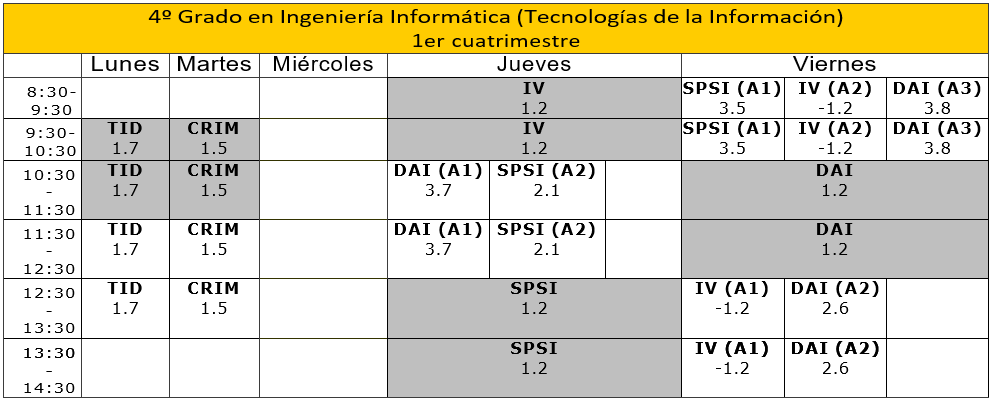 4º Grado en Ingeniería Informática (Tecnologías de la Información)
1er cuatrimestre
Lunes Martes Miércoles Jueves Viernes
8:30-9:30 IV 1.2 SPSI (A1) 3.5 IV (A2) -1.2 DAI (A3) 3.8
9:30-10:30 TID 1.7 CRIM 1.5 IV 1.2 SPSI (A1) 3.5 IV (A2) -1.2 DAI (A3) 3.8
10:30-11:30 TID 1.7 CRIM 1.5 DAI (A1) 3.7 SPSI (A2) 2.1 DAI 1.2
11:30-12:30 TID 1.7 CRIM 1.5 DAI (A1) 3.7 SPSI (A2) 2.1 DAI 1.2
12:30-13:30 TID 1.7 CRIM 1.5 SPSI 1.2 IV (A1) -1.2 DAI (A2) 2.6
13:30-14:30 SPSI 1.2 IV (A1) -1.2 DAI (A2) 2.6